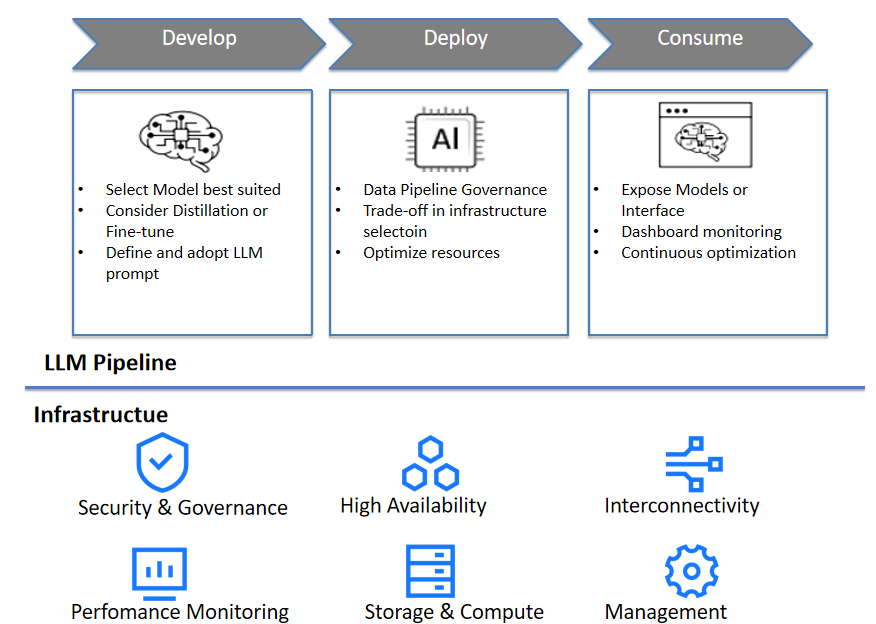 Develop
Deploy
Consume
AI
• Select Model best suited
• Consider Distillation or
Fine-tune
• Define and adopt LLM
prompt
• Data Pipeline Governance
• Trade-off in infrastructure
selectoin
• Optimize resources
• Expose Models or
Interface
• Dashboard monitoring
• Continuous optimization
LLM Pipeline
Infrastructue
Security & Governance
High Availability
Interconnectivity
Perfomance Monitoring
Storage & Compute
Management